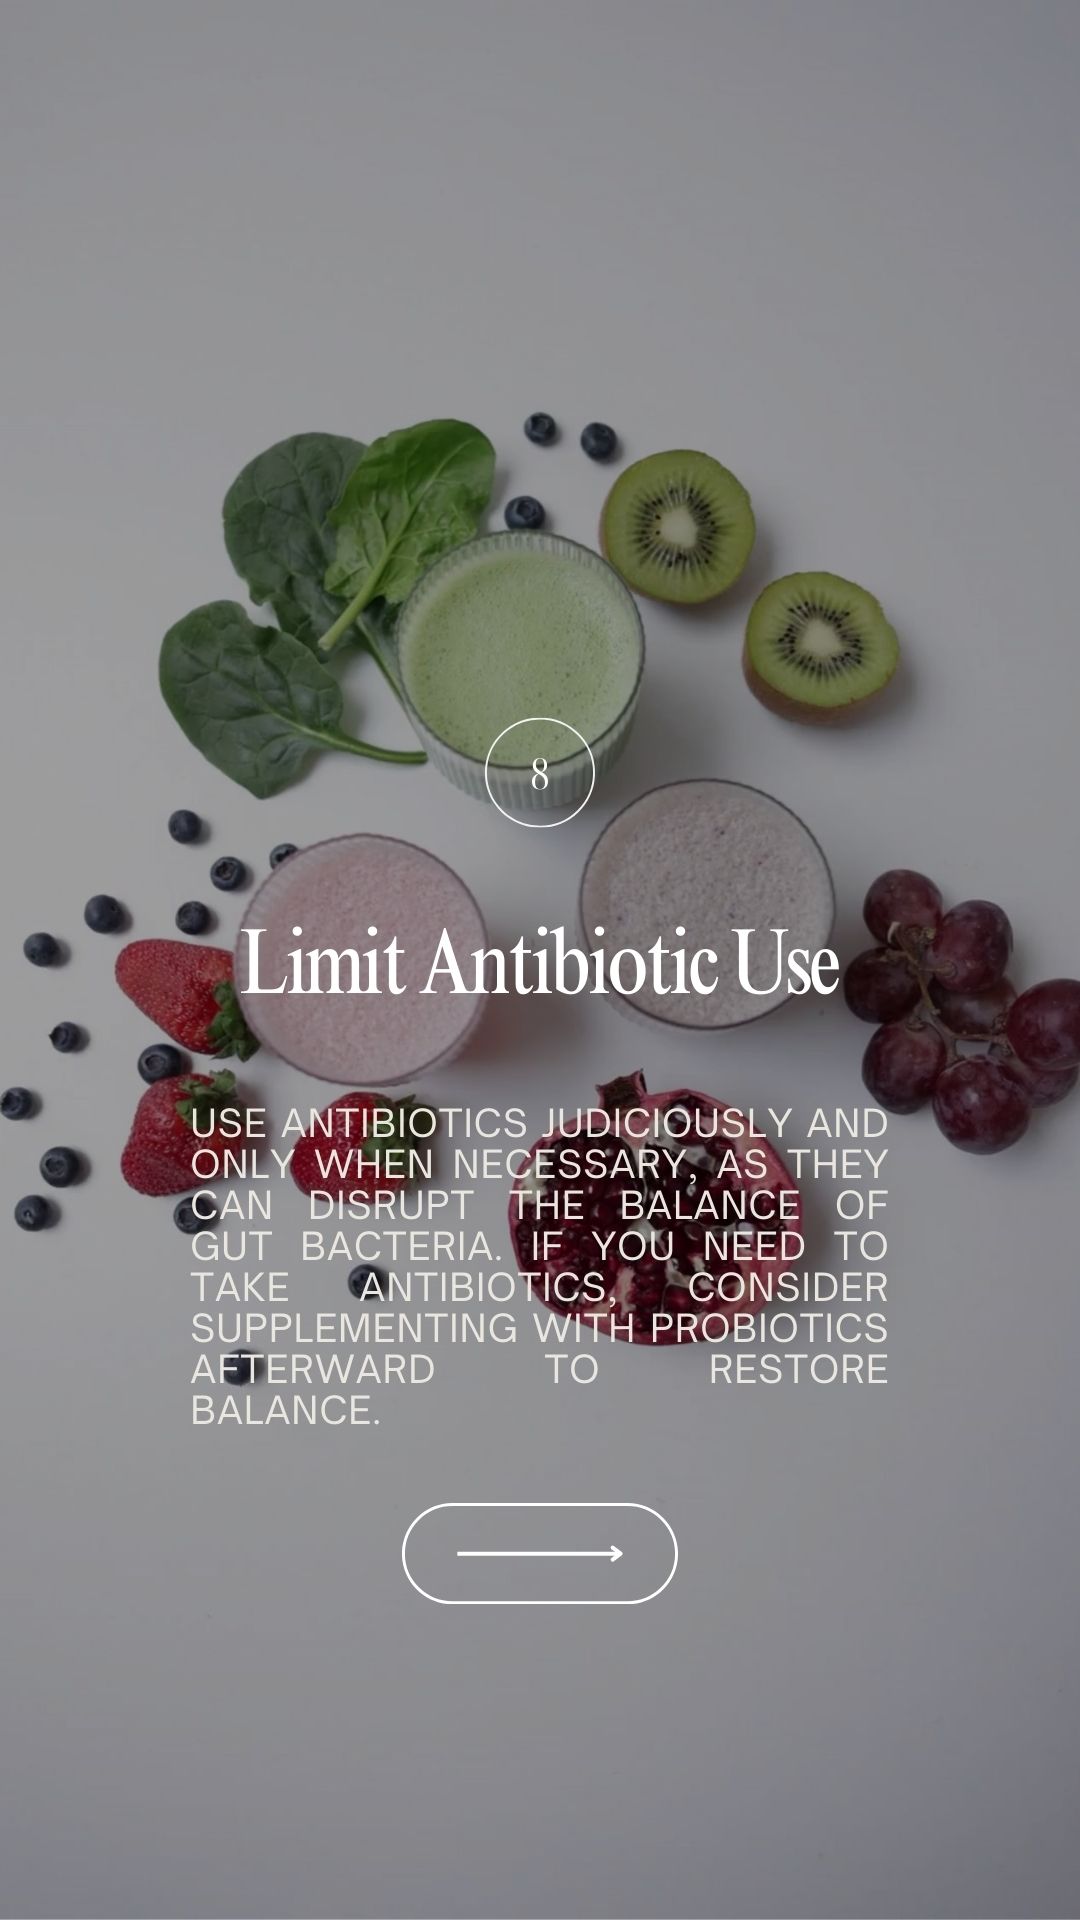 8
Limit Antibiotic Use
USE ANTIBIOTICS JUDICIOUSLY AND
ONLY WHEN NECESSARY, AS THEY
CAN DISRUPT THE BALANCE OF
GUT BACTERIA. IF YOU NEED TO
TAKE ANTIBIOTICS, CONSIDER
SUPPLEMENTING WITH PROBIOTICS
AFTERWARD TO RESTORE
BALANCE.